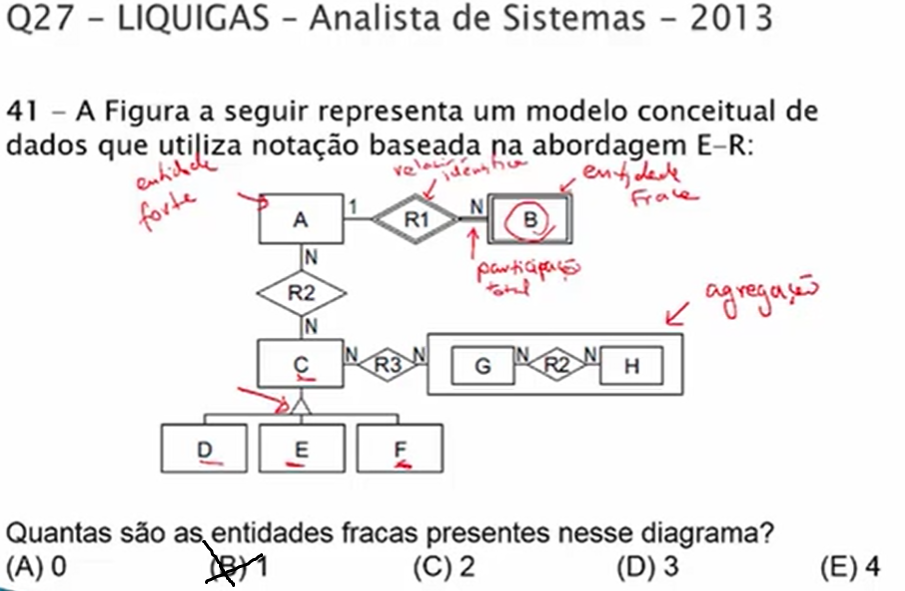 Q27 – LIQUIGAS – Analista de Sistemas – 2013
41 – A Figura a seguir representa um modelo conceitual de
dados que utiliza notação baseada na abordagem E-R:
entidade
forte
entidade
Fraca
A
1
R1
N
B
N
participação
total
R2
agregação
N
C
N
R3
N
G
N
R2
N
H
D
E
F
Quantas são as entidades fracas presentes nesse diagrama?
(A) 0 (B) 1 (C) 2 (D) 3 (E) 4